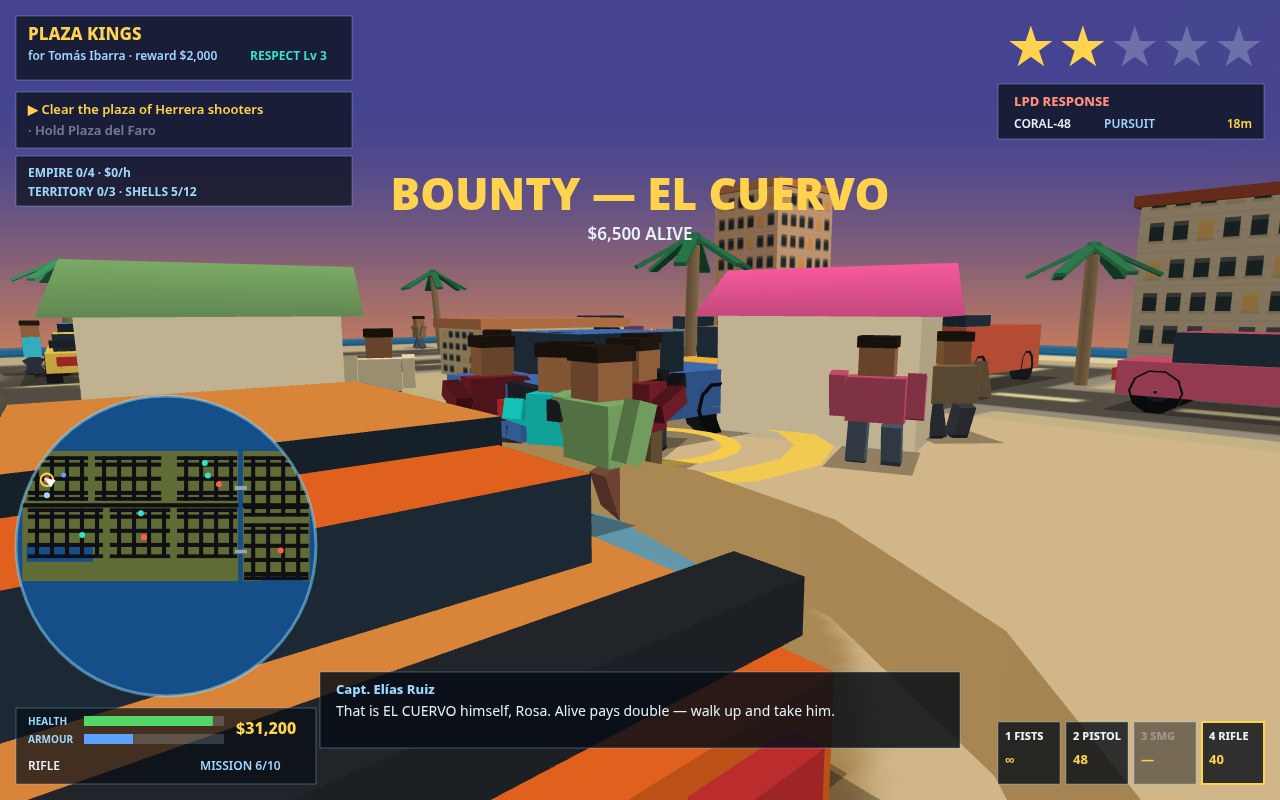 PLAZA KINGS
for Tomás Ibarra · reward $2,000 RESPECT Lv 3
▶ Clear the plaza of Herrera shooters
· Hold Plaza del Faro
EMPIRE 0/4 · $0/h
TERRITORY 0/3 · SHELLS 5/12
LPD RESPONSE
CORAL-48 PURSUIT 18m
BOUNTY — EL CUERVO
$6,500 ALIVE
Capt. Elías Ruiz
That is EL CUERVO himself, Rosa. Alive pays double — walk up and take him.
HEALTH
ARMOUR
$31,200
RIFLE MISSION 6/10
1 FISTS
∞
2 PISTOL
48
3 SMG
—
4 RIFLE
40